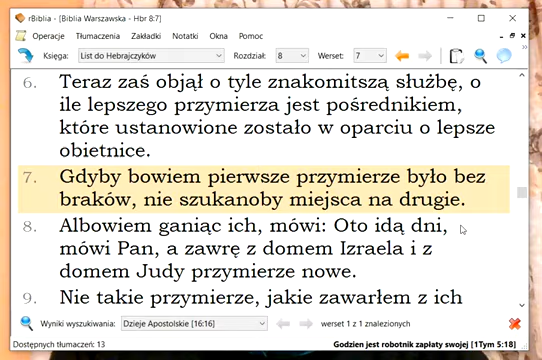 rBiblia - [Biblia Warszawska - Hbr 8:7]
Operacje Tłumaczenia Zakładki Notatki Okna Pomoc
Księga: List do Hebrajczyków Rozdział: 8 Werset: 7
6. Teraz zaś objął o tyle znakomitszą służbę, o
ile lepszego przymierza jest pośrednikiem,
które ustanowione zostało w oparciu o lepsze
obietnice.
7. Gdyby bowiem pierwsze przymierze było bez
braków, nie szukanoby miejsca na drugie.
8. Albowiem ganiąc ich, mówi: Oto idą dni,
mówi Pan, a zawrę z domem Izraela i z
domem Judy przymierze nowe.
9. Nie takie przymierze, jakie zawarłem z ich
Wyniki wyszukiwania: Dzieje Apostolskie [16:16] werset 1 z 1 znalezionych
Dostępnych tłumaczeń: 13 Godzien jest robotnik zapłaty swojej [1Tym 5:18]